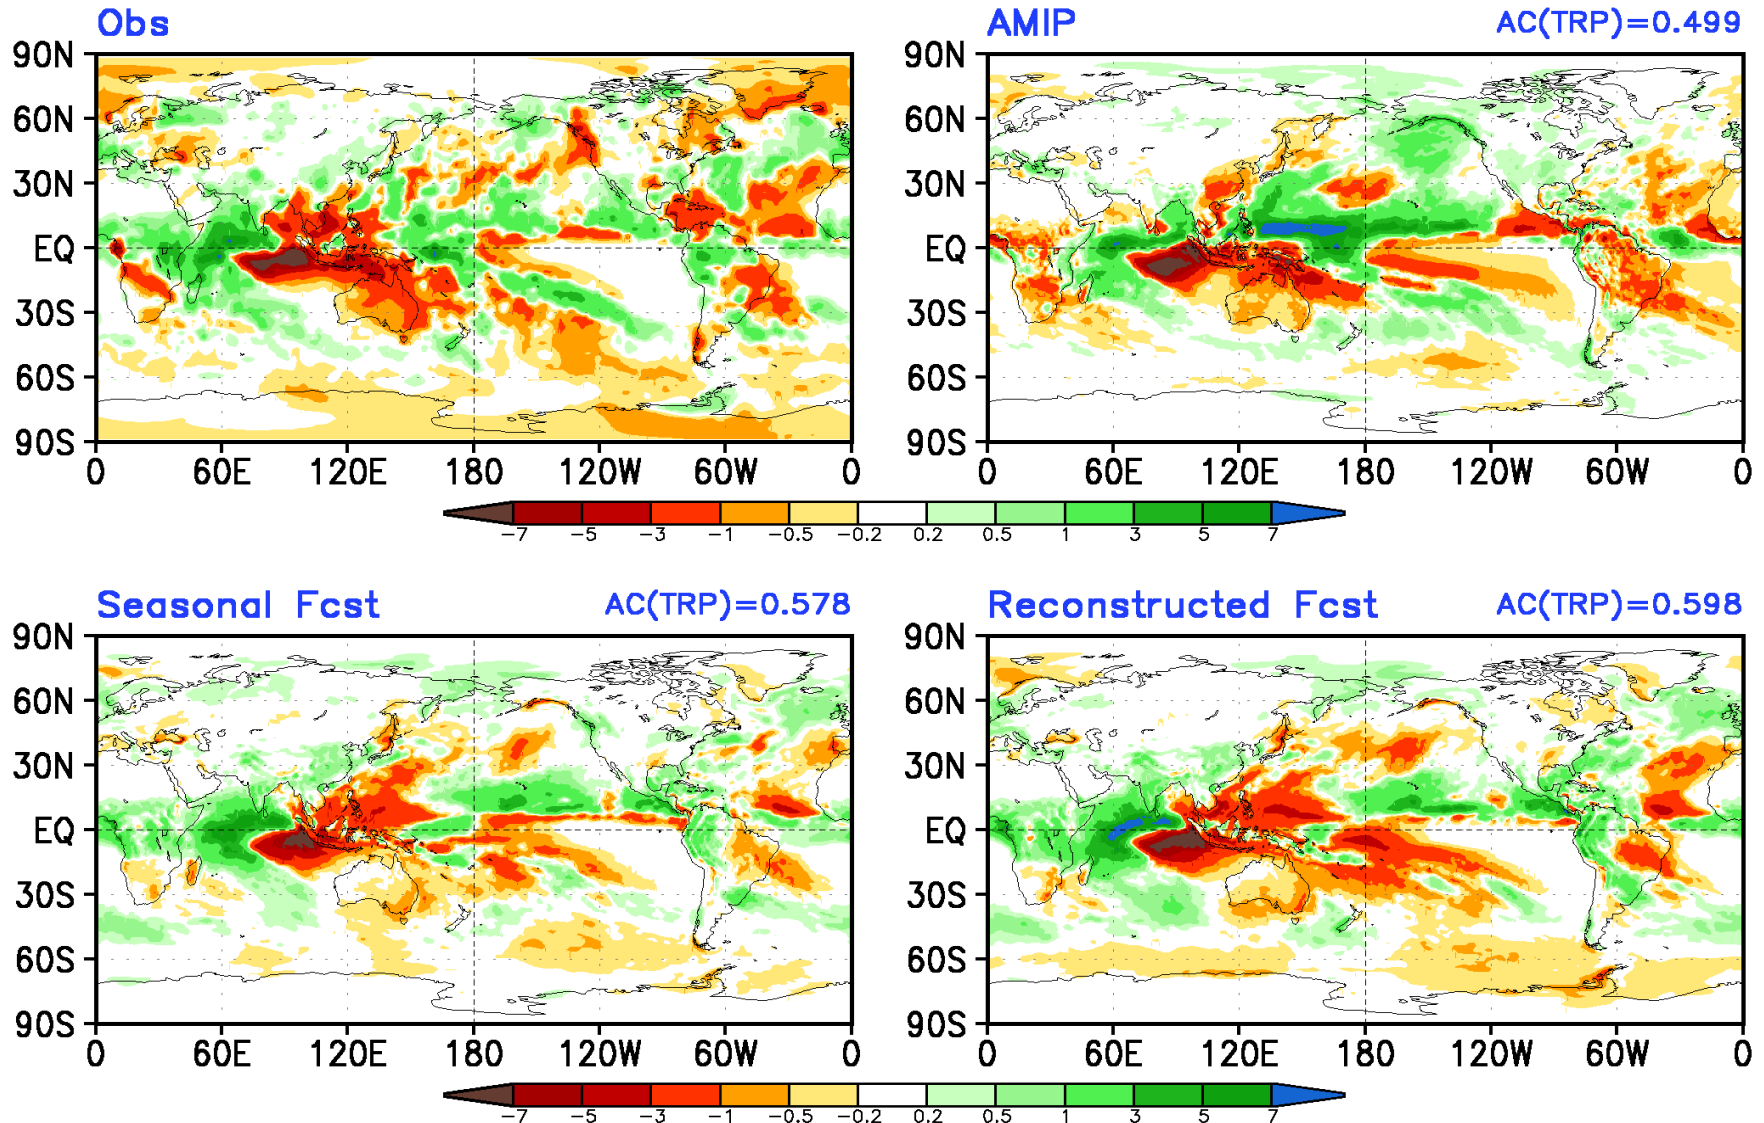 Obs
AMIP AC(TRP)=0.499
90N 60N 30N EQ 30S 60S 90S
0 60E 120E 180 120W 60W 0
90N 60N 30N EQ 30S 60S 90S
0 60E 120E 180 120W 60W 0
-7 -5 -3 -1 -0.5 -0.2 0.2 0.5 1 3 5 7
Seasonal Fcst AC(TRP)=0.578
Reconstructed Fcst AC(TRP)=0.598
90N 60N 30N EQ 30S 60S 90S
0 60E 120E 180 120W 60W 0
90N 60N 30N EQ 30S 60S 90S
0 60E 120E 180 120W 60W 0
-7 -5 -3 -1 -0.5 -0.2 0.2 0.5 1 3 5 7